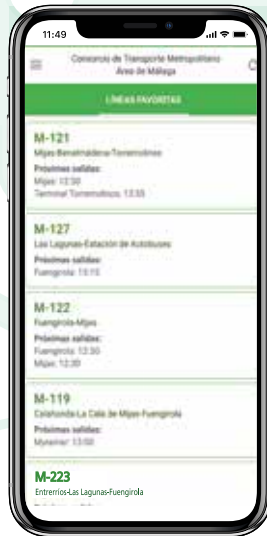 11:49
Consorcio de Transporte Metropolitano
Área de Málaga
LÍNEAS FAVORITAS
M-121
Mijas-Benalmádena-Torremolinos
Próximas salidas:
Mijas: 12:30
Terminal Torremolinos: 13:35
M-127
Las Lagunas-Estación de Autobuses
Próximas salidas:
Fuengirola: 13:15
M-122
Fuengirola-Mijas
Próximas salidas:
Fuengirola: 12:30
Mijas: 12:30
M-119
Calahonda-La Cala de Mijas-Fuengirola
Próximas salidas:
Myramar: 13:00
M-223
Entrerrios-Las Lagunas-Fuengirola